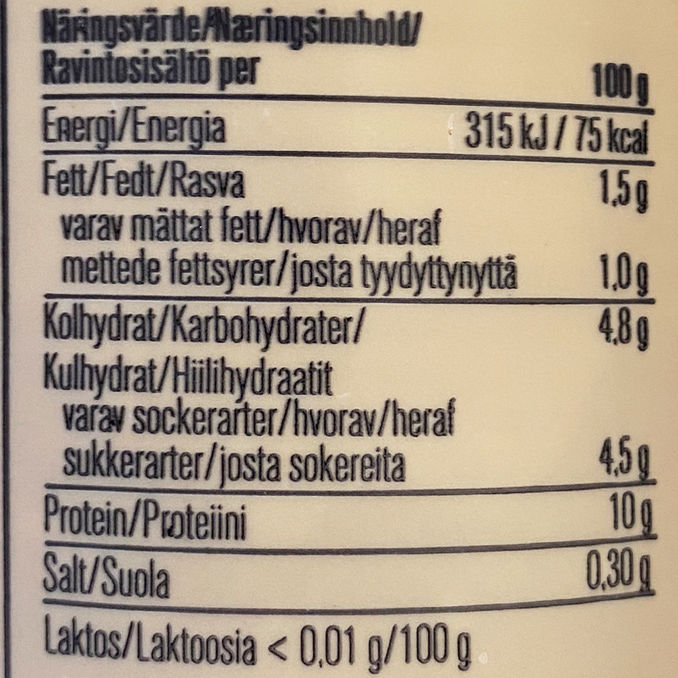 Näringsvärde/Næringsinnhold/
Ravintosisältö per 100 g
Energi/Energia 315 kJ / 75 kcal
Fett/Fedt/Rasva 1,5 g
varav mättat fett/hvorav/heraf
mettede fettsyrer/josta tyydyttynyttä 1,0 g
Kolhydrat/Karbohydrater/ 4,8 g
Kulhydrat/Hiilihydraatit
varav sockerarter/hvorav/heraf
sukkerarter/josta sokereita 4,5 g
Protein/Proteiini 10 g
Salt/Suola 0,30 g
Laktos/Laktoosia < 0,01 g/100 g